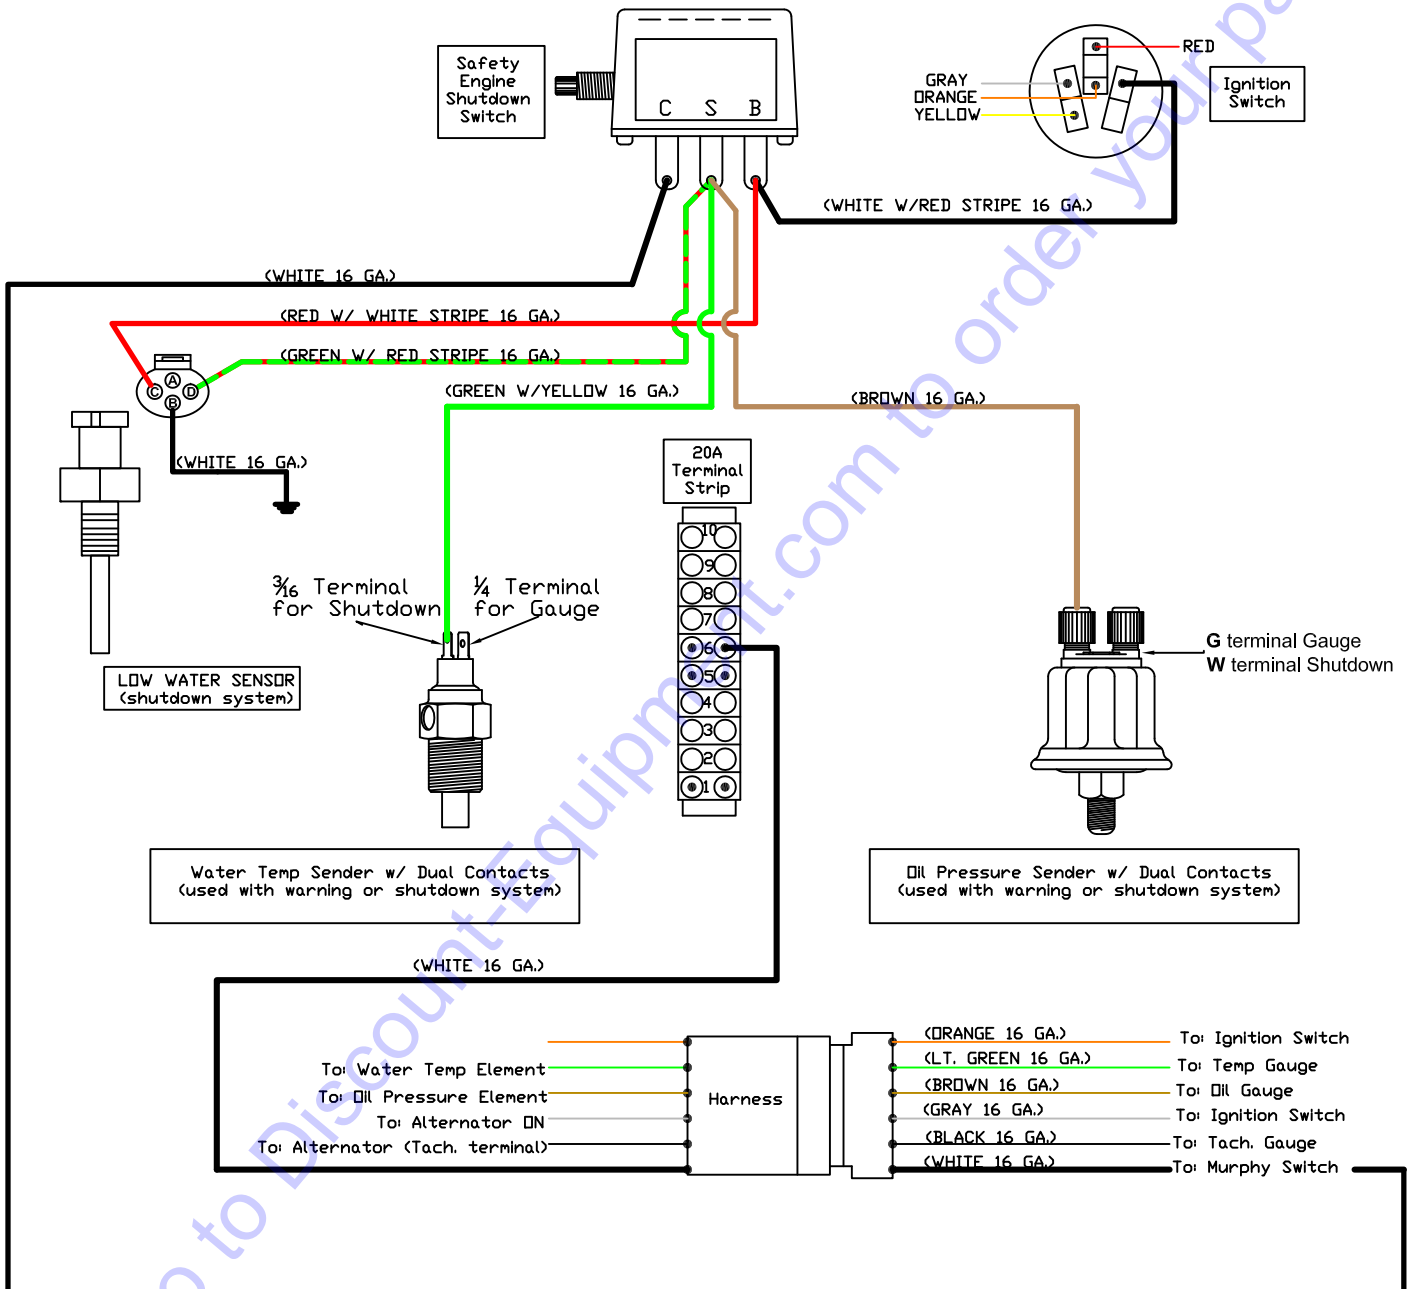 Safety
Engine
Shutdown
Switch
C S B
RED
GRAY
ORANGE
YELLOW
Ignition
Switch
(WHITE W/RED STRIPE 16 GA.)
(WHITE 16 GA.)
(RED W/ WHITE STRIPE 16 GA.)
(GREEN W/ RED STRIPE 16 GA.)
(GREEN W/YELLOW 16 GA.)
(BROWN 16 GA.)
A
C D
B
(WHITE 16 GA.)
20A
Terminal
Strip
10
9
8
7
6
5
4
3
2
1
3/16 Terminal
for Shutdown
1/4 Terminal
for Gauge
G terminal Gauge
W terminal Shutdown
LOW WATER SENSOR
(shutdown system)
Water Temp Sender w/ Dual Contacts
(used with warning or shutdown system)
Oil Pressure Sender w/ Dual Contacts
(used with warning or shutdown system)
(WHITE 16 GA.)
To: Water Temp Element
To: Oil Pressure Element
To: Alternator ON
To: Alternator (Tach. terminal)
Harness
(ORANGE 16 GA.)
(LT. GREEN 16 GA.)
(BROWN 16 GA.)
(GRAY 16 GA.)
(BLACK 16 GA.)
(WHITE 16 GA.)
To: Ignition Switch
To: Temp Gauge
To: Oil Gauge
To: Ignition Switch
To: Tach. Gauge
To: Murphy Switch
to Discount-Equipment.com to order your